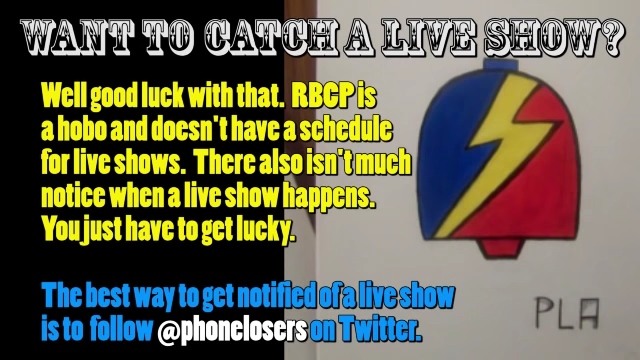 WANT TO CATCH A LIVE SHOW?
Well good luck with that. RBCP is
a hobo and doesn't have a schedule
for live shows. There also isn't much
notice when a live show happens.
You just have to get lucky.
The best way to get notified of a live show
is to follow @phonelosers on Twitter.
PLA